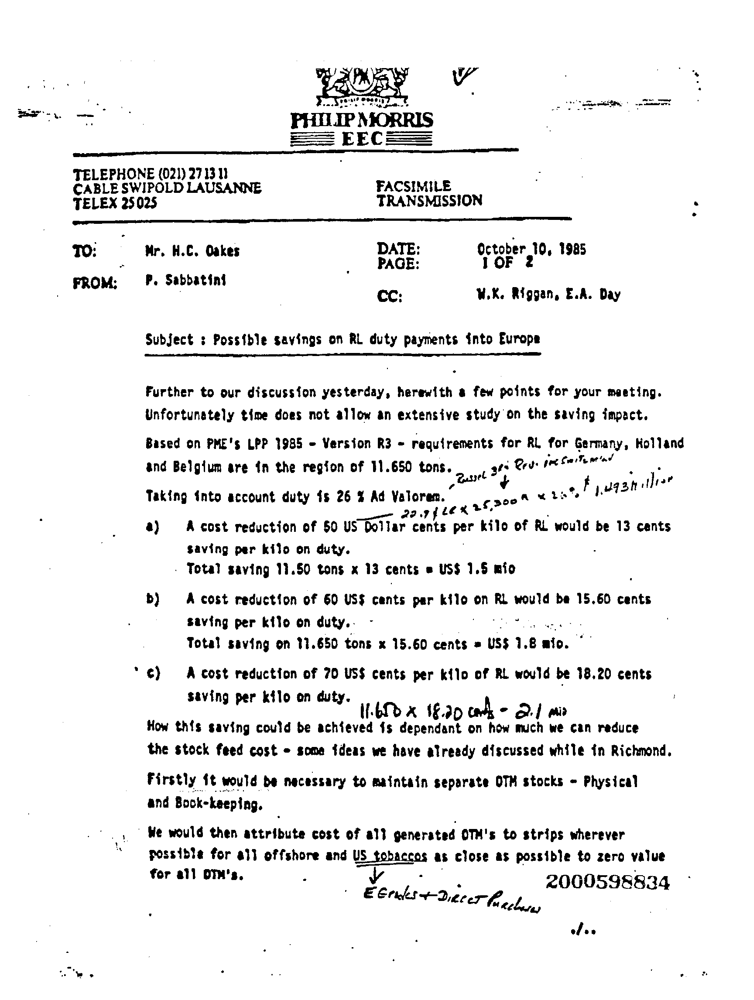 PHILIP MORRIS
EEC
TELEPHONE (021) 27 13 11
CABLE SWIPOLD LAUSANNE
TELEX 25 025
FACSIMILE
TRANSMISSION
TO: Mr. H.C. Oakes
DATE: October 10, 1985
PAGE: 1 OF 2
FROM: P. Sabbatini
CC: W.K. Riggan, E.A. Day
Subject : Possible savings on RL duty payments into Europe
Further to our discussion yesterday, herewith a few points for your meeting.
Unfortunately time does not allow an extensive study on the saving impact.
Based on PME's LPP 1985 - Version R3 - requirements for RL for Germany, Holland
and Belgium are in the region of 11.650 tons.
Taking into account duty is 26 % Ad Valorem.
a) A cost reduction of 50 US Dollar cents per kilo of RL would be 13 cents
saving per kilo on duty.
Total saving 11.50 tons x 13 cents = US$ 1.5 mio
b) A cost reduction of 60 US$ cents per kilo on RL would be 15.60 cents
saving per kilo on duty.
Total saving on 11.650 tons x 15.60 cents = US$ 1.8 mio.
c) A cost reduction of 70 US$ cents per kilo of RL would be 18.20 cents
saving per kilo on duty.
11.650 x 18.20 cents - 2.1 mio
How this saving could be achieved is dependant on how much we can reduce
the stock feed cost - some ideas we have already discussed while in Richmond.
Firstly it would be necessary to maintain separate OTM stocks - Physical
and Book-keeping.
We would then attribute cost of all generated OTM's to strips wherever
possible for all offshore and US tobaccos as close as possible to zero value
for all OTM's.
E Grades + Direct Purchases
2000598834
./..